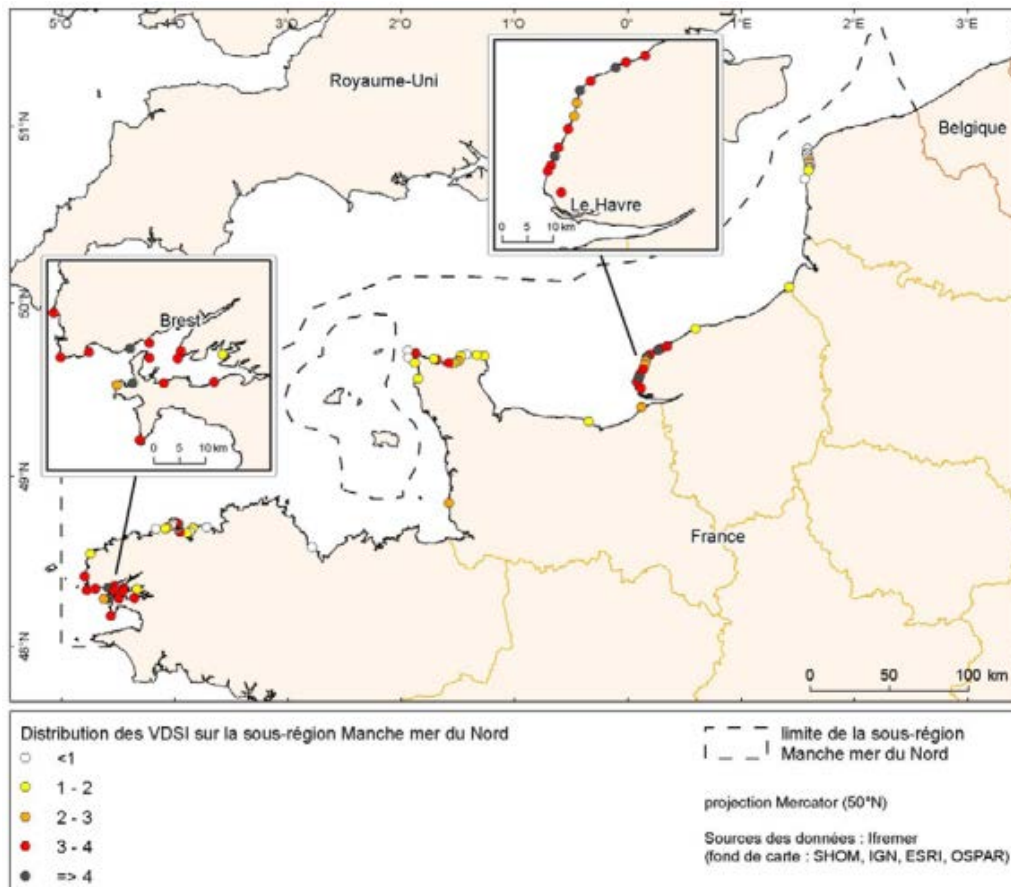 5°O 4°O 3°O 2°O 1°O 0° 1°E 2°E 3°E
Royaume-Uni
Belgique
51°N
Le Havre
0 5 10 km
50°N
Brest
0 5 10 km
49°N
France
48°N
0 50 100 km
Distribution des VDSI sur la sous-région Manche mer du Nord
<1
1 - 2
2 - 3
3 - 4
=> 4
limite de la sous-région
Manche mer du Nord
projection Mercator (50°N)
Sources des données : Ifremer
(fond de carte : SHOM, IGN, ESRI, OSPAR)